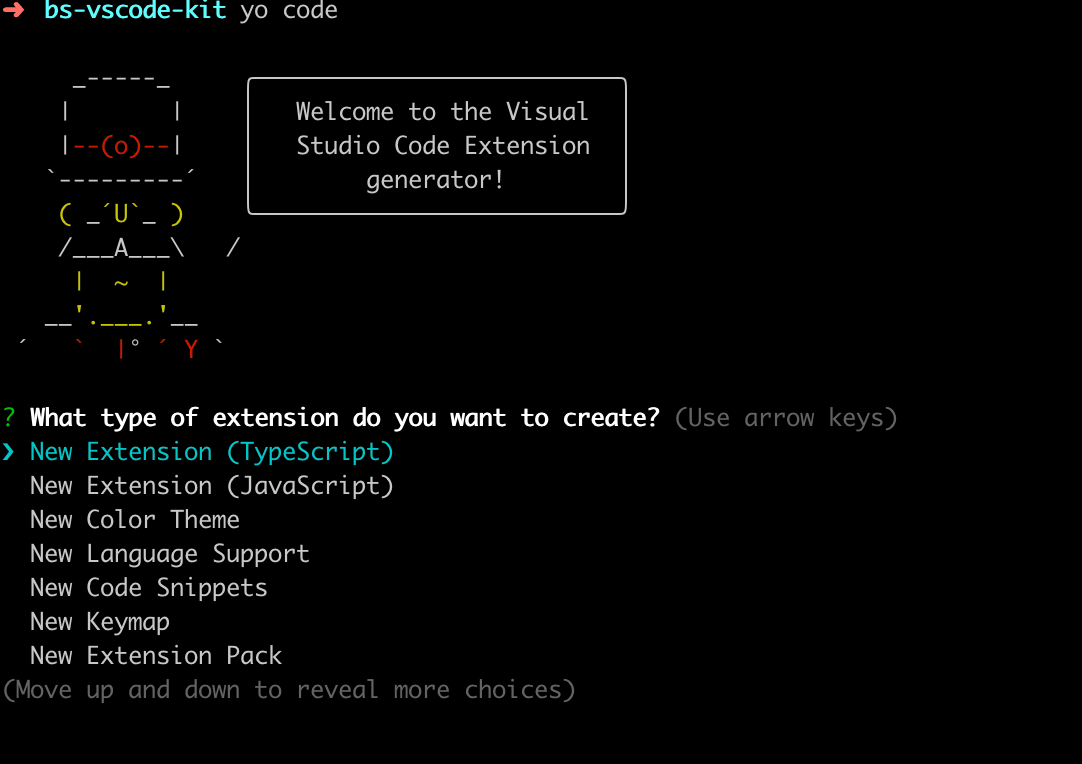 ➜ bs-vscode-kit yo code
     _-----_
    |       |
    |--(o)--|
   `---------´
    ( _´U`_ )
    /___A___\   /
     |  ~  |
   __'.___.'__
 ´   `  |° ´ Y `
Welcome to the Visual
Studio Code Extension
generator!
? What type of extension do you want to create? (Use arrow keys)
❯ New Extension (TypeScript)
New Extension (JavaScript)
New Color Theme
New Language Support
New Code Snippets
New Keymap
New Extension Pack
(Move up and down to reveal more choices)